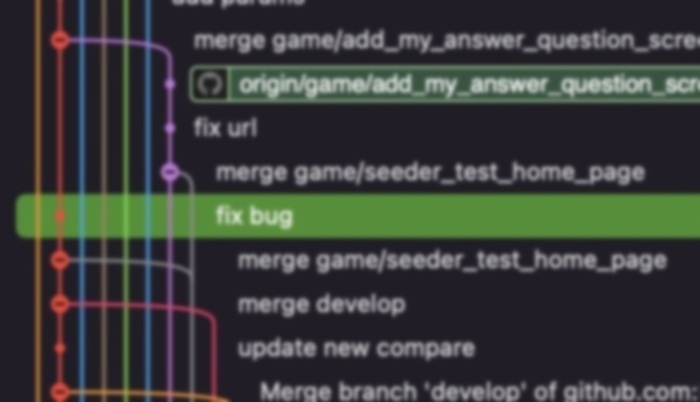 add params
merge game/add_my_answer_question_scre
origin/game/add_my_answer_question_scr
fix url
merge game/seeder_test_home_page
fix bug
merge game/seeder_test_home_page
merge develop
update new compare
Merge branch 'develop' of github.com: